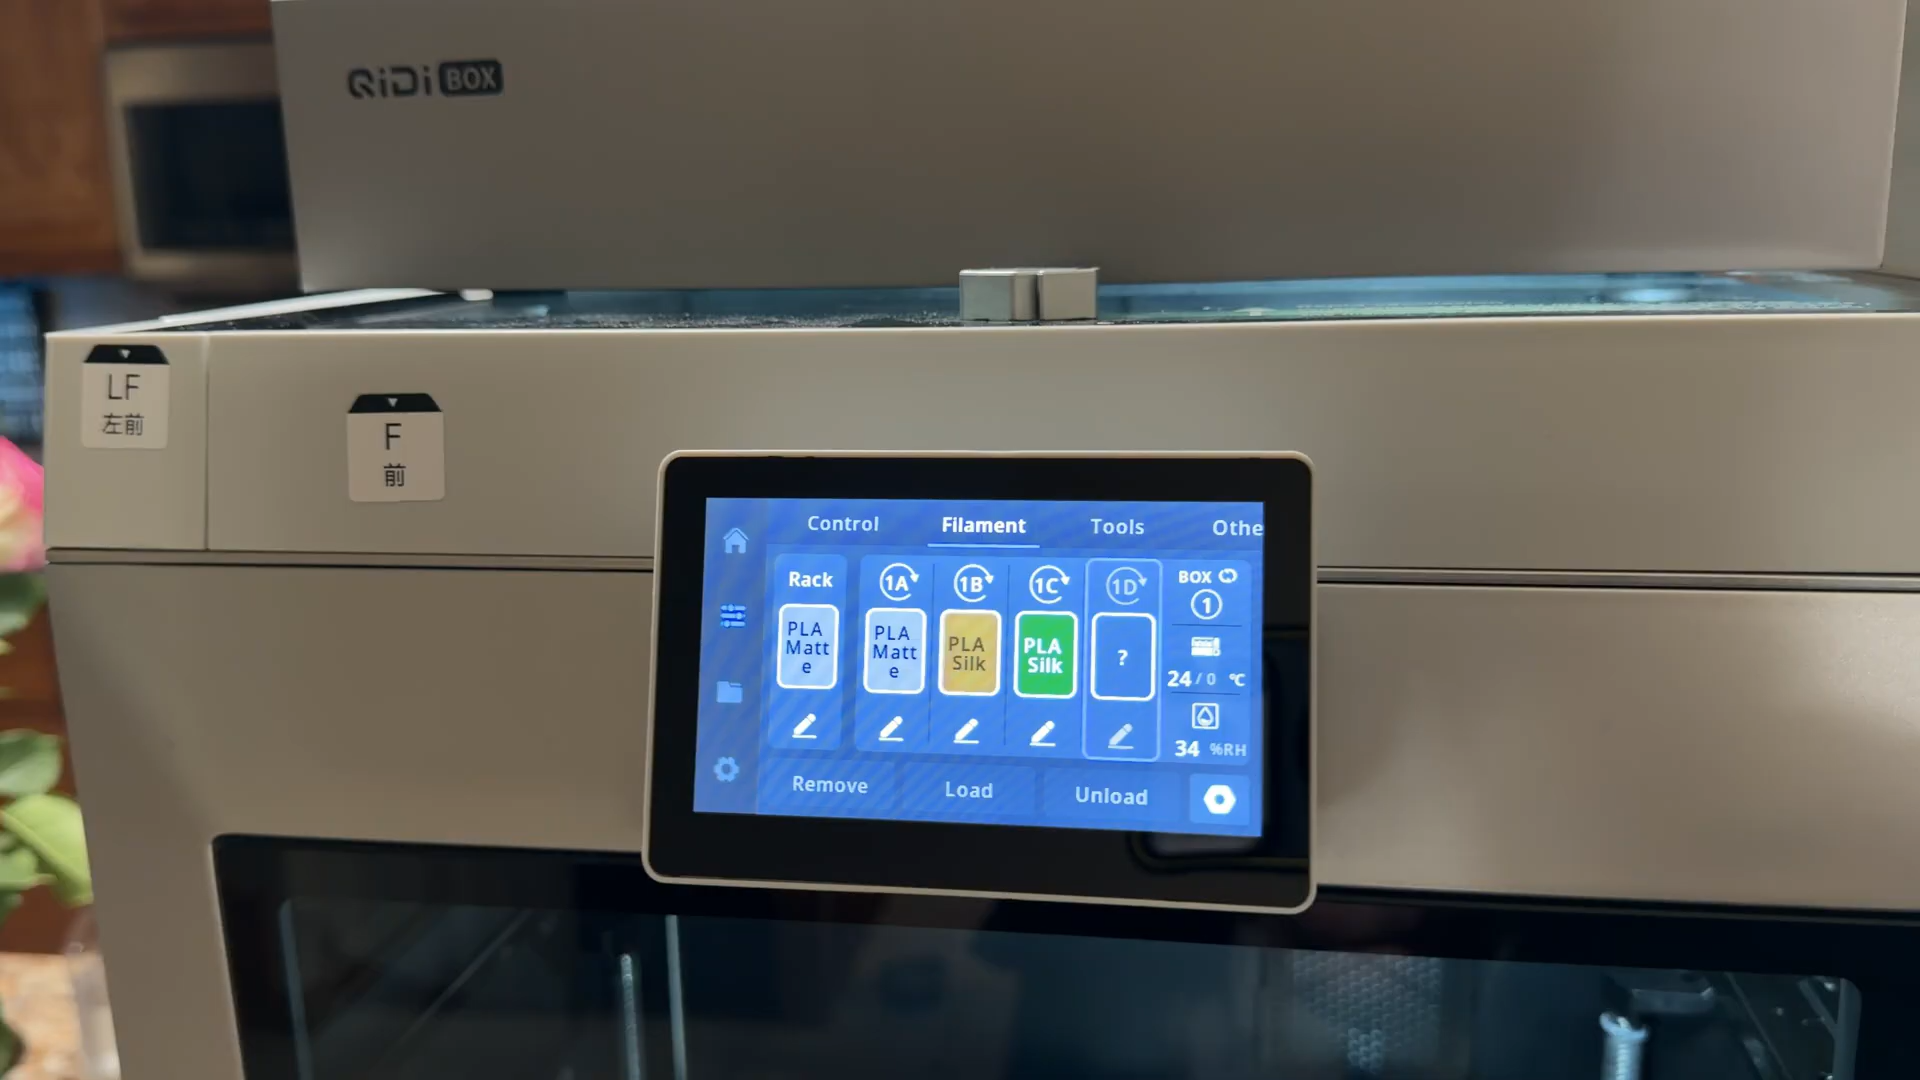 QIDI BOX
LF
左前
F
前
Control Filament Tools Othe
Rack 1A 1B 1C 1D BOX
1
PLA Matt e
PLA Matt e
PLA Silk
PLA Silk
?
24/0 °C
34 %RH
Remove Load Unload